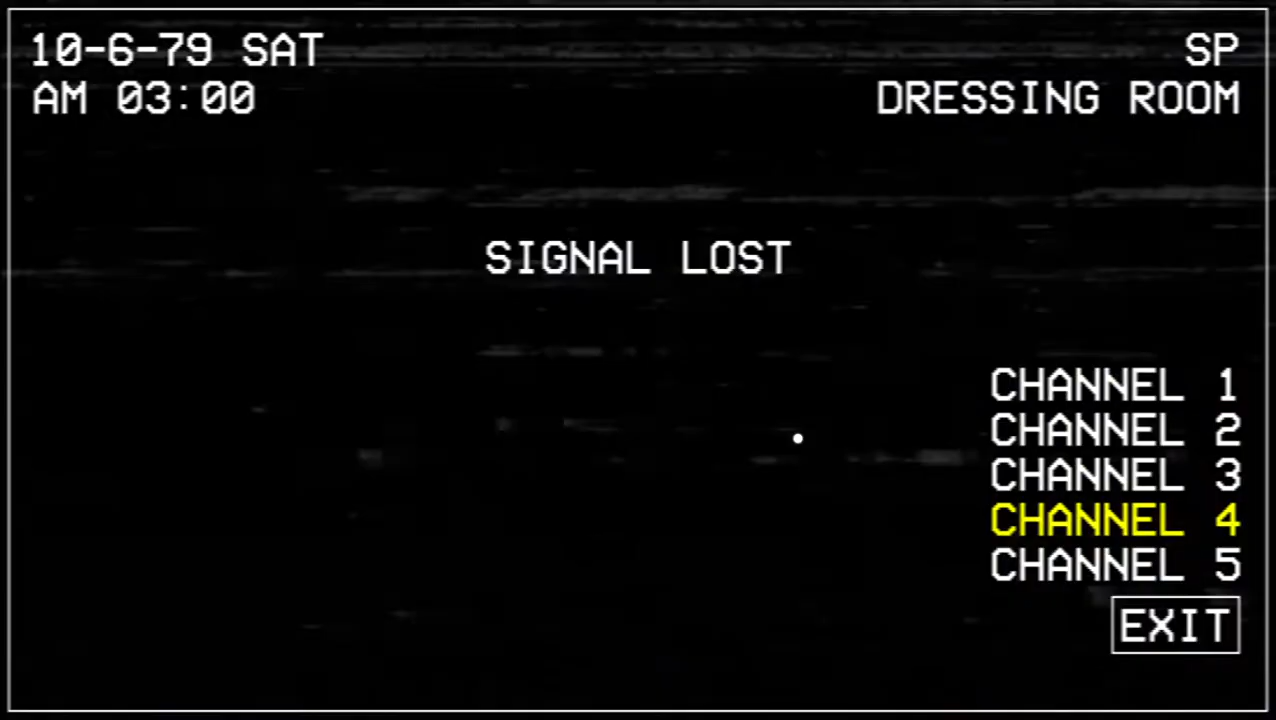 10-6-79 SAT
AM 03:00
SP
DRESSING ROOM
SIGNAL LOST
CHANNEL 1
CHANNEL 2
CHANNEL 3
CHANNEL 4
CHANNEL 5
EXIT